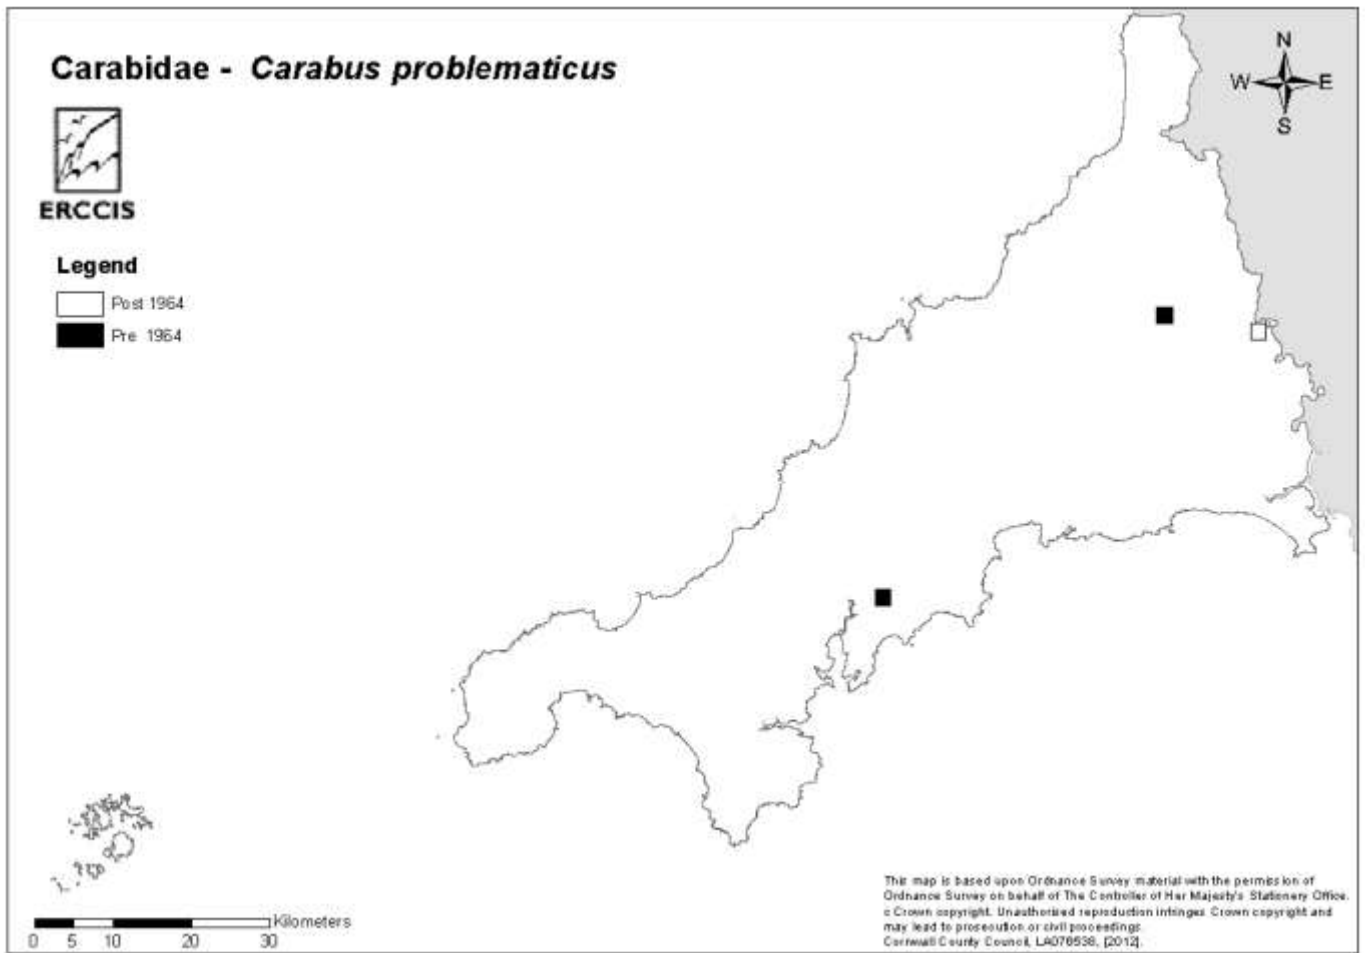 Carabidae - Carabus problematicus
N
W E
S
ERCCIS
Legend
Post 1964
Pre 1964
This map is based upon Ordnance Survey material with the permission of
Ordnance Survey on behalf of The Controller of Her Majesty's Stationery Office.
c Crown copyright. Unauthorised reproduction infringes Crown copyright and
may lead to prosecution or civil proceedings.
Cornwall County Council, LA076538, [2012].
Kilometers
0 5 10 20 30